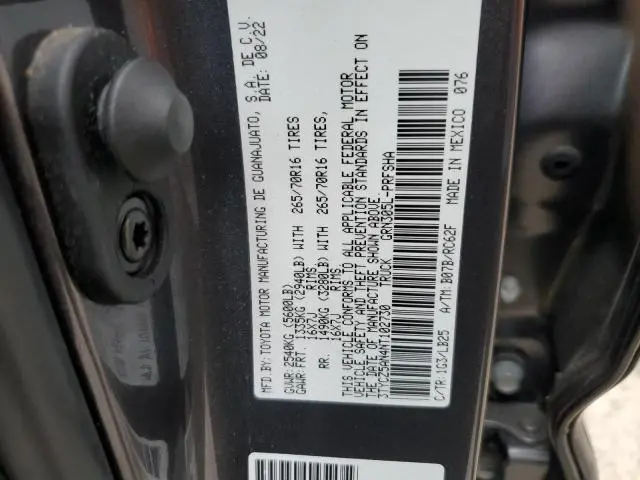 MFD.BY:TOYOTA MOTOR MANUFACTURING DE GUANAJUATO, S.A. DE C.V.
DATE: 08/22
GVWR:2540KG (5600LB)
GAWR:FRT. 1335KG (2940LB) WITH 265/70R16 TIRES
16X7J RIMS
RR. 1490KG (3280LB) WITH 265/70R16 TIRES,
16X7J RIMS
THIS VEHICLE CONFORMS TO ALL APPLICABLE FEDERAL MOTOR
VEHICLE SAFETY AND THEFT PREVENTION STANDARDS IN EFFECT ON
THE DATE OF MANUFACTURE SHOWN ABOVE.
3TYCZ5AN4NT102730 TRUCK GRN305L-PRFSHA
C/TR:1G3/LB25 A/TM:B07B/RC62F MADE IN MEXICO 076